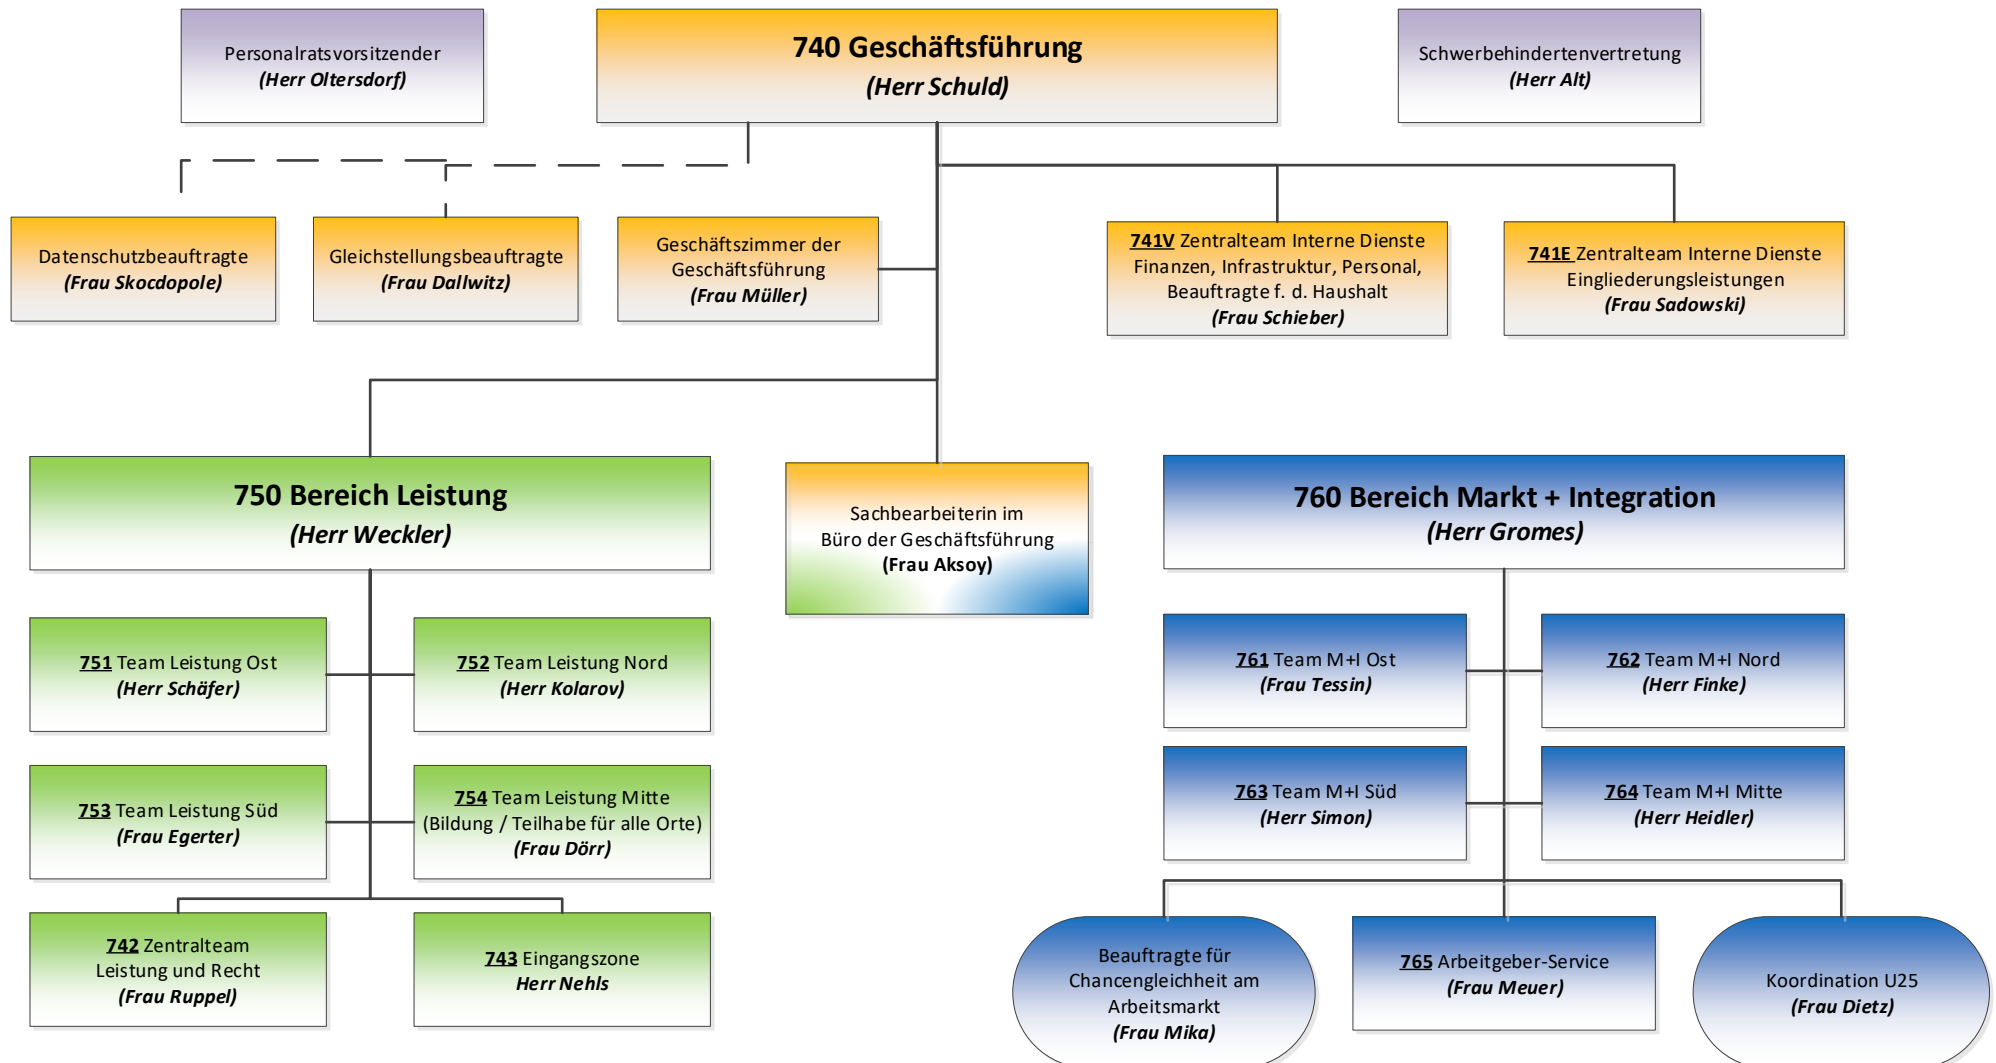 Personalratsvorsitzender
(Herr Oltersdorf)
740 Geschäftsführung
(Herr Schuld)
Schwerbehindertenvertretung
(Herr Alt)
Datenschutzbeauftragte
(Frau Skocdopole)
Gleichstellungsbeauftragte
(Frau Dallwitz)
Geschäftszimmer der
Geschäftsführung
(Frau Müller)
741V Zentralteam Interne Dienste
Finanzen, Infrastruktur, Personal,
Beauftragte f. d. Haushalt
(Frau Schieber)
741E Zentralteam Interne Dienste
Eingliederungsleistungen
(Frau Sadowski)
750 Bereich Leistung
(Herr Weckler)
Sachbearbeiterin im
Büro der Geschäftsführung
(Frau Aksoy)
760 Bereich Markt + Integration
(Herr Gromes)
751 Team Leistung Ost
(Herr Schäfer)
752 Team Leistung Nord
(Herr Kolarov)
761 Team M+I Ost
(Frau Tessin)
762 Team M+I Nord
(Herr Finke)
753 Team Leistung Süd
(Frau Egerter)
754 Team Leistung Mitte
(Bildung / Teilhabe für alle Orte)
(Frau Dörr)
763 Team M+I Süd
(Herr Simon)
764 Team M+I Mitte
(Herr Heidler)
742 Zentralteam
Leistung und Recht
(Frau Ruppel)
743 Eingangszone
Herr Nehls
Beauftragte für
Chancengleichheit am
Arbeitsmarkt
(Frau Mika)
765 Arbeitgeber-Service
(Frau Meuer)
Koordination U25
(Frau Dietz)